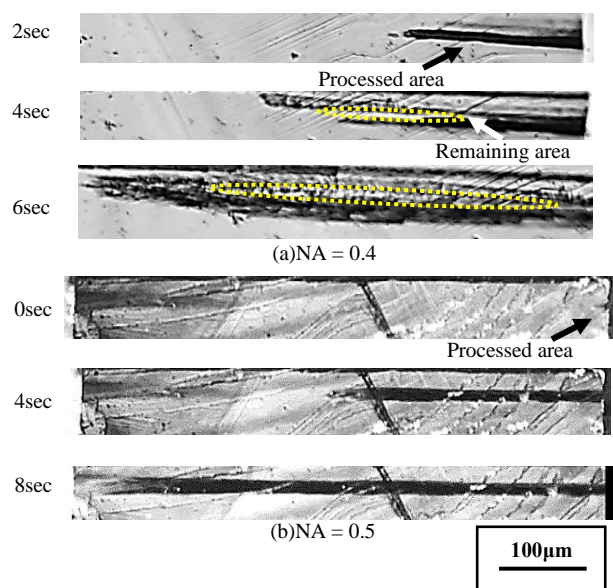 2sec
Processed area
4sec
Remaining area
6sec
(a)NA = 0.4
0sec
Processed area
4sec
8sec
(b)NA = 0.5
100μm